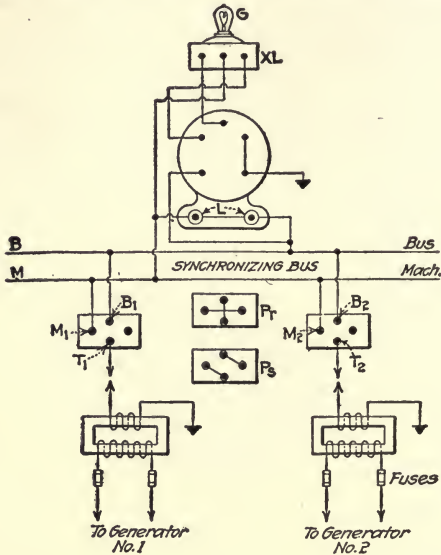 G
XL
L
B
Bus
M
SYNCHRONIZING BUS
Mach.
B1
M1
T1
Pr
Ps
B2
M2
T2
Fuses
To Generator
No.1
To Generator
No.2